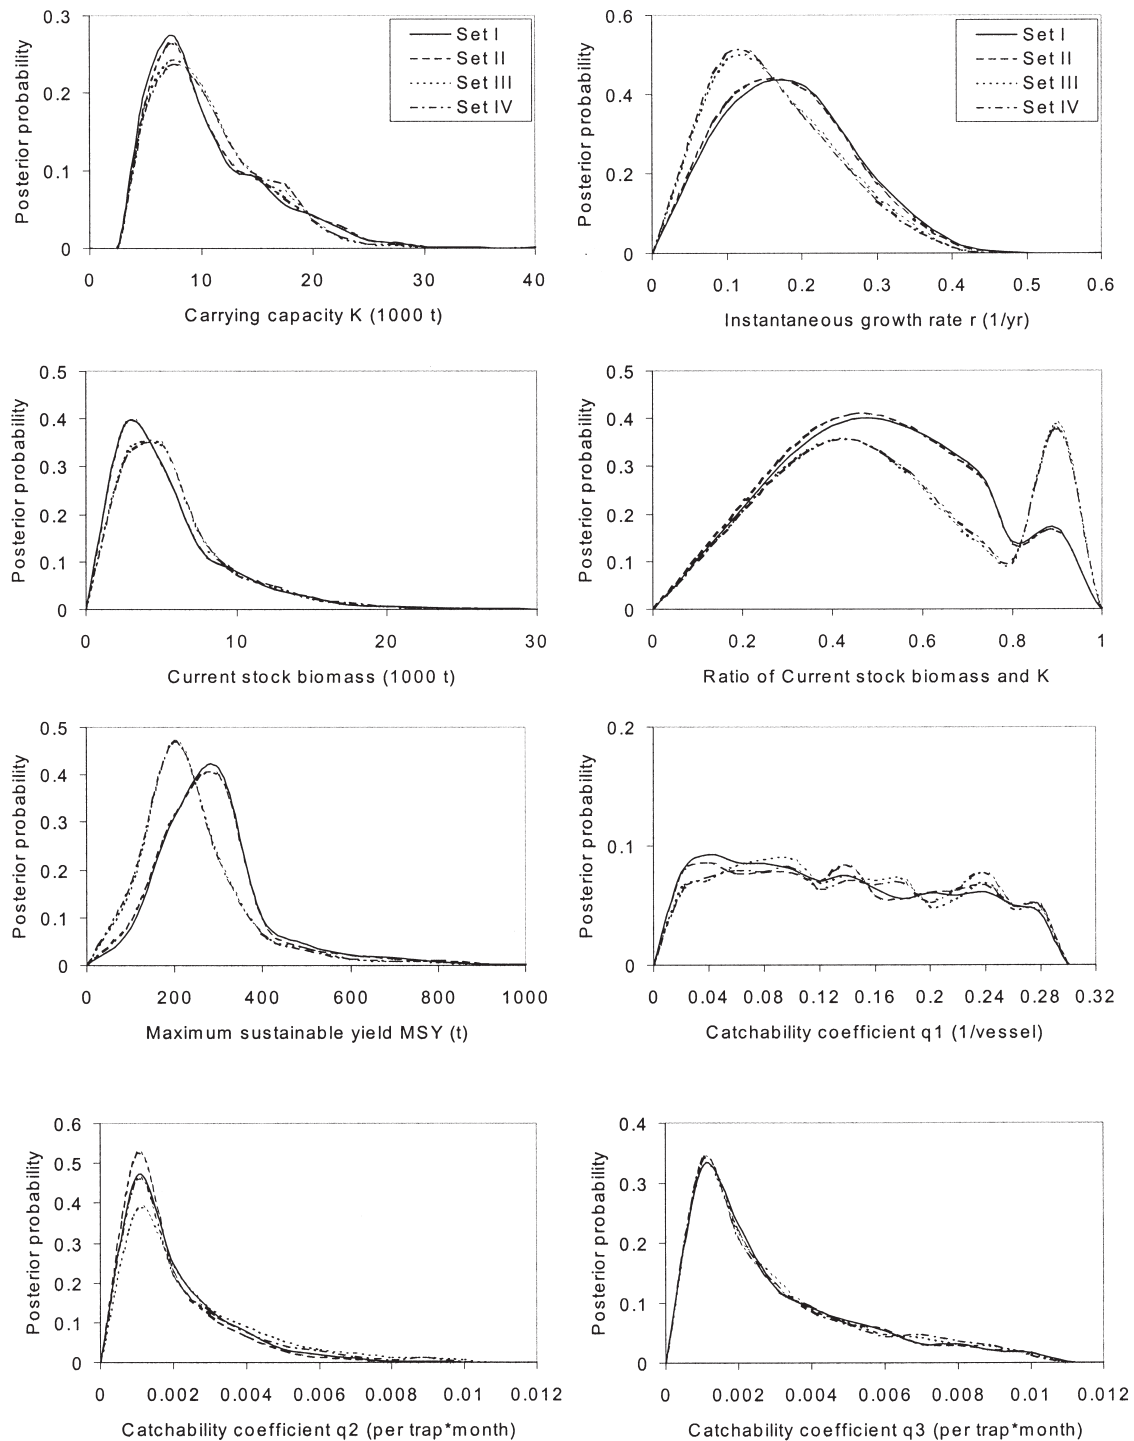 Posterior probability
0.3
0.2
0.1
0
0 10 20 30 40
Carrying capacity K (1000 t)
Set I
Set II
Set III
Set IV
Posterior probability
0.6
0.4
0.2
0
0 0.1 0.2 0.3 0.4 0.5 0.6
Instantaneous growth rate r (1/yr)
Set I
Set II
Set III
Set IV
Posterior probability
0.5
0.4
0.3
0.2
0.1
0
0 10 20 30
Current stock biomass (1000 t)
Posterior probability
0.5
0.4
0.3
0.2
0.1
0
0 0.2 0.4 0.6 0.8 1
Ratio of Current stock biomass and K
Posterior probability
0.5
0.4
0.3
0.2
0.1
0
0 200 400 600 800 1000
Maximum sustainable yield MSY (t)
Posterior probability
0.2
0.1
0
0 0.04 0.08 0.12 0.16 0.2 0.24 0.28 0.32
Catchability coefficient q1 (1/vessel)
Posterior probability
0.6
0.5
0.4
0.3
0.2
0.1
0
0 0.002 0.004 0.006 0.008 0.01 0.012
Catchability coefficient q2 (per trap*month)
Posterior probability
0.4
0.3
0.2
0.1
0
0 0.002 0.004 0.006 0.008 0.01 0.012
Catchability coefficient q3 (per trap*month)